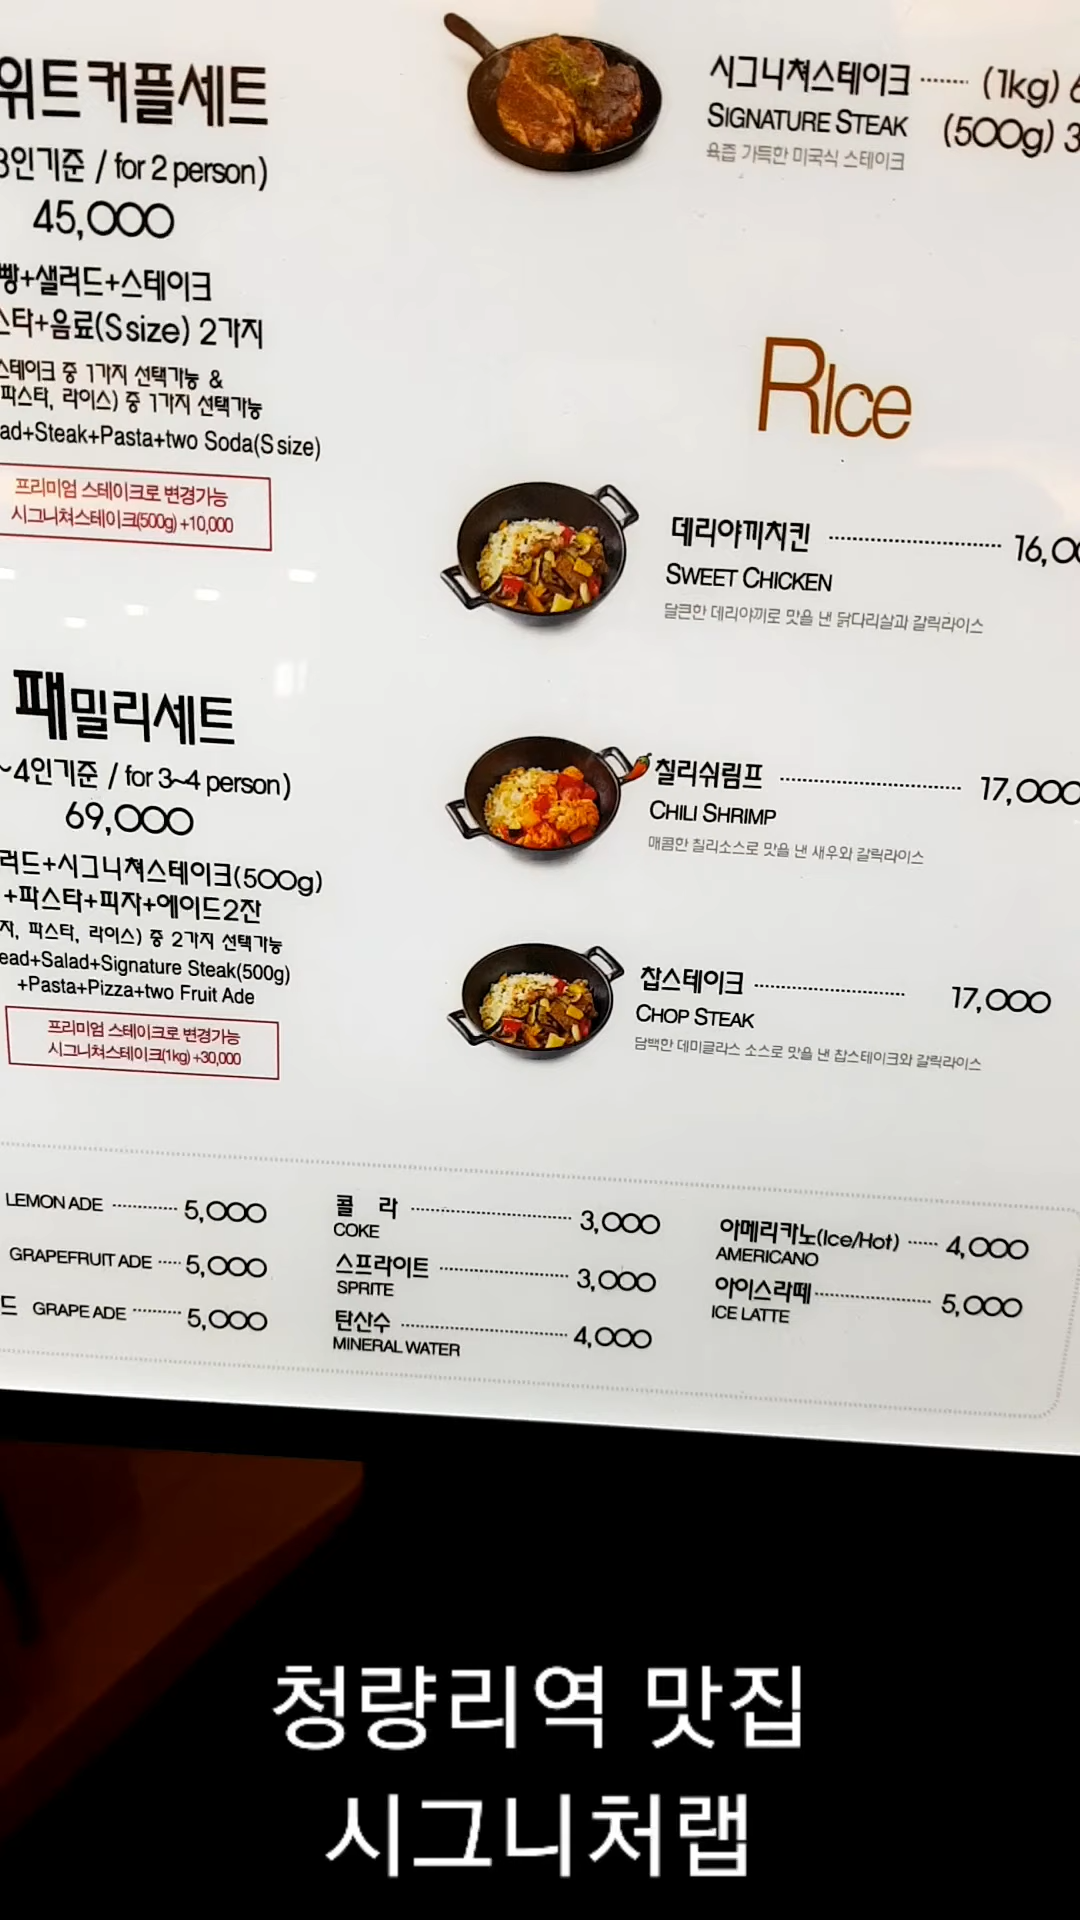 위트커플세트
3인기준 / for 2 person)
45,000
빵+샐러드+스테이크
스타+음료(S size) 2가지
스테이크 중 1가지 선택가능 &
파스타, 라이스) 중 1가지 선택가능
ad+Steak+Pasta+two Soda(S size)
프리미엄 스테이크로 변경가능
시그니쳐스테이크(500g) +10,000
패밀리세트
~4인기준 / for 3~4 person)
69,000
러드+시그니쳐스테이크(500g)
+파스타+피자+에이드2잔
자, 파스타, 라이스) 중 2가지 선택가능
ead+Salad+Signature Steak(500g)
+Pasta+Pizza+two Fruit Ade
프리미엄 스테이크로 변경가능
시그니쳐스테이크(1kg) +30,000
시그니쳐스테이크 ······ (1kg) 6
SIGNATURE STEAK (500g) 3
육즙 가득한 미국식 스테이크
RIce
데리야끼치킨 ······ 16,00
SWEET CHICKEN
달큰한 데리야끼로 맛을 낸 닭다리살과 갈릭라이스
칠리쉬림프 ······ 17,000
CHILI SHRIMP
매콤한 칠리소스로 맛을 낸 새우와 갈릭라이스
찹스테이크 ······ 17,000
CHOP STEAK
담백한 데미글라스 소스로 맛을 낸 찹스테이크와 갈릭라이스
LEMON ADE ······ 5,000
GRAPEFRUIT ADE ······ 5,000
드 GRAPE ADE ······ 5,000
콜 라 ······ 3,000
COKE
스프라이트 ······ 3,000
SPRITE
탄산수 ······ 4,000
MINERAL WATER
아메리카노(Ice/Hot) ······ 4,000
AMERICANO
아이스라떼 ······ 5,000
ICE LATTE
청량리역 맛집
시그니처랩